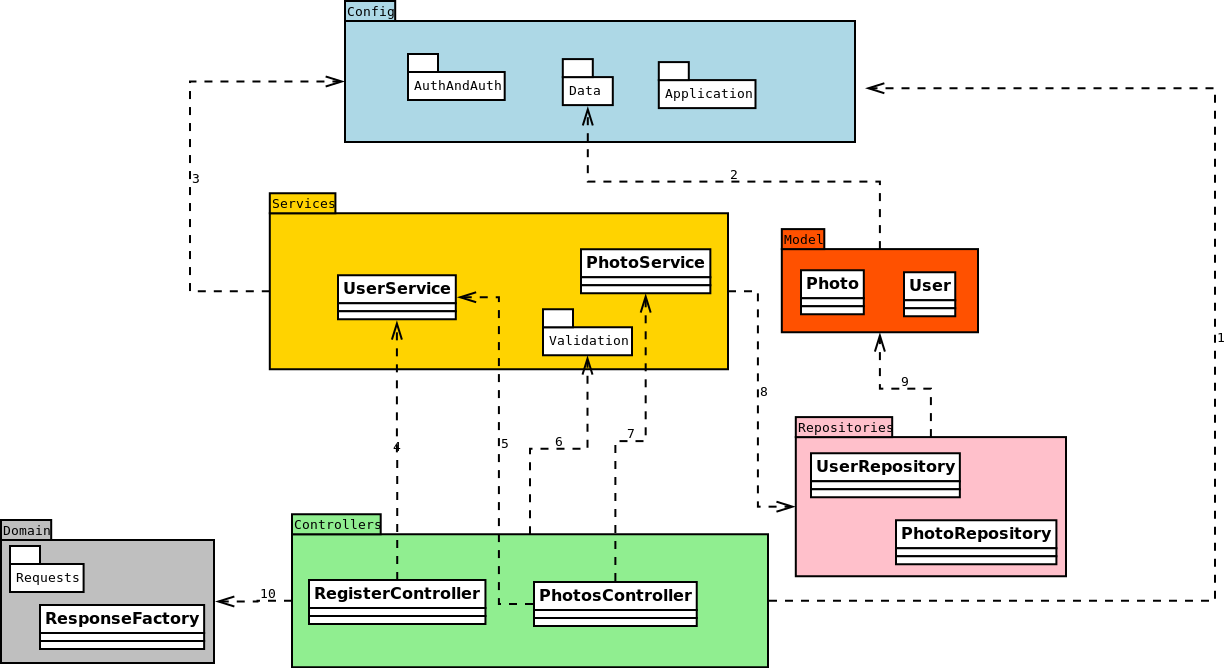 Config
AuthAndAuth
Data
Application
2
3
Services
PhotoService
UserService
Validation
Model
Photo
User
1
8
9
4
5
6
7
Repositories
UserRepository
PhotoRepository
Domain
Requests
ResponseFactory
10
Controllers
RegisterController
PhotosController